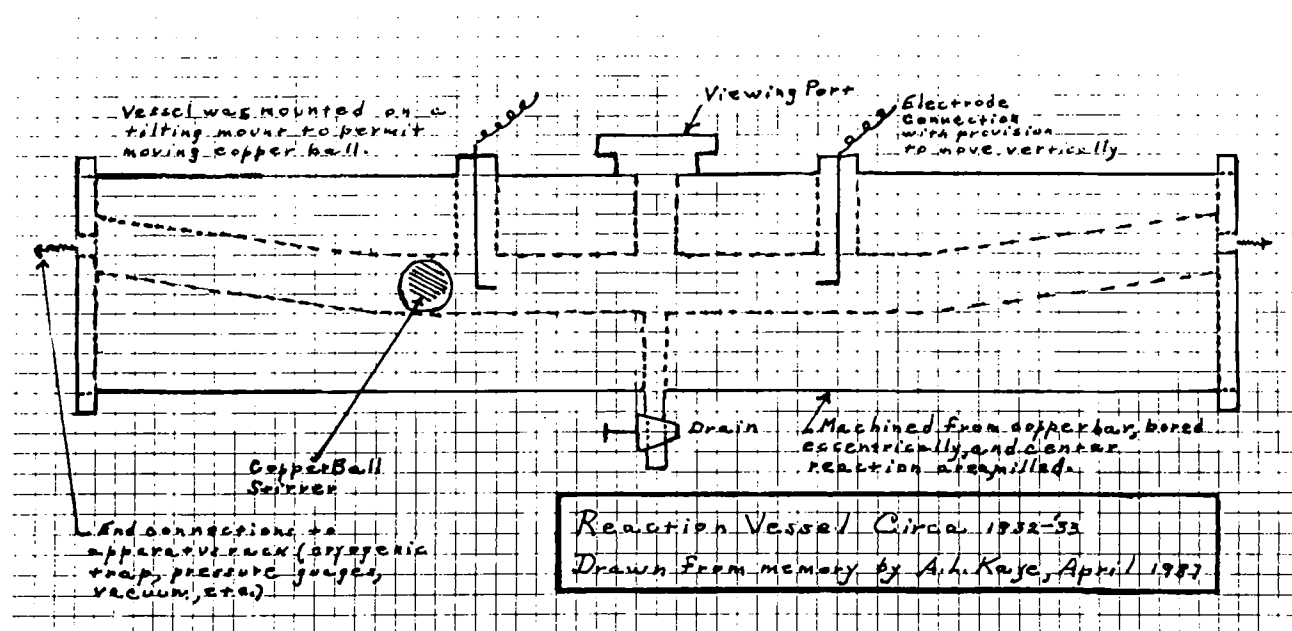 Vessel was mounted on a
tilting mount to permit
moving copper ball.
Viewing Port
Electrode
Connection
with provision
to move vertically
Copper Ball
Stirrer
Drain
Machined from copper bar, bored
eccentrically, and center
reaction area milled.
End connections to
apparatus rack (cryogenic
trap, pressure guages,
vacuum, etc.)
Reaction Vessel Circa 1932-'33
Drawn from memory by A.L. Kaye, April 1987